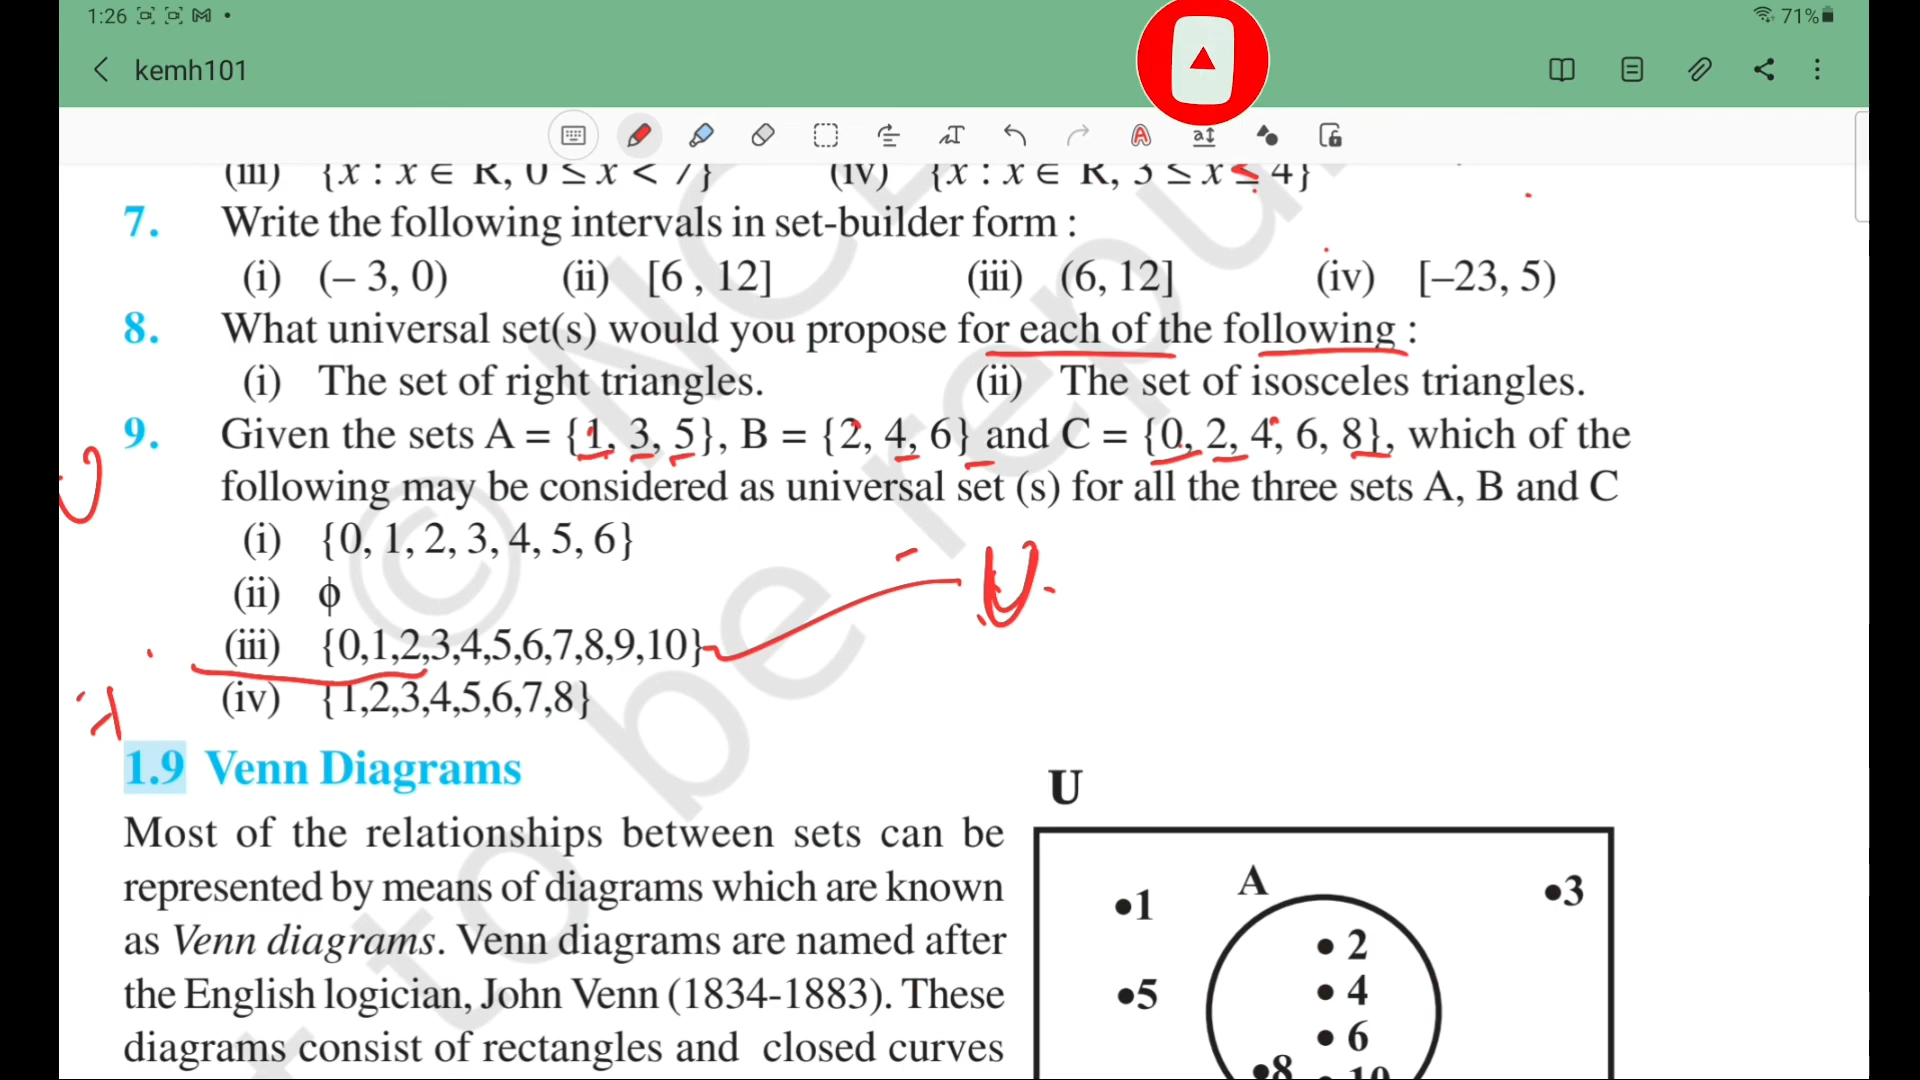 1:26
71%
kemh101
(iii) {x : x ∈ R, 0 ≤ x < 7} (iv) {x : x ∈ R, 3 ≤ x ≤ 4}
7. Write the following intervals in set-builder form :
(i) (– 3, 0) (ii) [6 , 12] (iii) (6, 12] (iv) [–23, 5)
8. What universal set(s) would you propose for each of the following :
(i) The set of right triangles. (ii) The set of isosceles triangles.
9. Given the sets A = {1, 3, 5}, B = {2, 4, 6} and C = {0, 2, 4, 6, 8}, which of the
following may be considered as universal set (s) for all the three sets A, B and C
(i) {0, 1, 2, 3, 4, 5, 6}
(ii) ϕ
U.
(iii) {0,1,2,3,4,5,6,7,8,9,10}
(iv) {1,2,3,4,5,6,7,8}
1.9 Venn Diagrams
Most of the relationships between sets can be
represented by means of diagrams which are known
as Venn diagrams. Venn diagrams are named after
the English logician, John Venn (1834-1883). These
diagrams consist of rectangles and closed curves
U
A
•1
•3
• 2
• 4
•5
• 6
•8
• 10